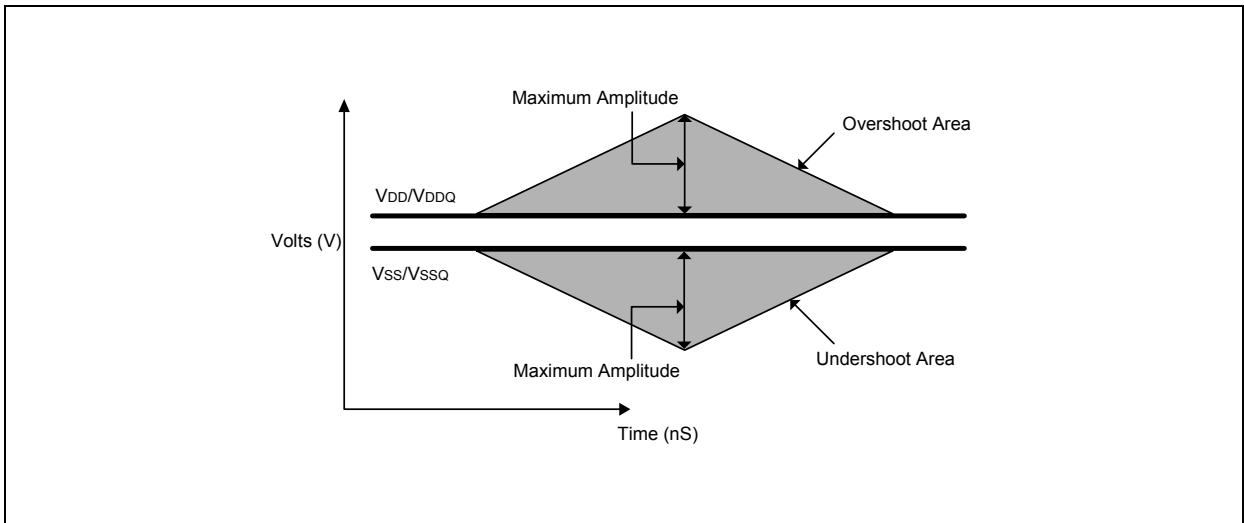 Maximum Amplitude
Overshoot Area
VDD/VDDQ
Volts (V)
VSS/VSSQ
Undershoot Area
Maximum Amplitude
Time (nS)